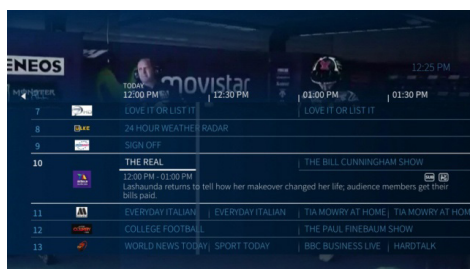 ENEOS
12:25 PM
movistar
MONSTER
TODAY
12:00 PM 12:30 PM 01:00 PM 01:30 PM
7 LOVE IT OR LIST IT LOVE IT OR LIST IT
8 24 HOUR WEATHER RADAR
9 SIGN OFF
10 THE REAL THE BILL CUNNINGHAM SHOW
12:00 PM - 01:00 PM
Lashaunda returns to tell how her makeover changed her life; audience members get their
bills paid.
11 EVERYDAY ITALIAN EVERYDAY ITALIAN TIA MOWRY AT HOME TIA MOWRY AT HOM
12 COLLEGE FOOTBALL THE PAUL FINEBAUM SHOW
13 WORLD NEWS TODAY SPORT TODAY BBC BUSINESS LIVE HARDTALK